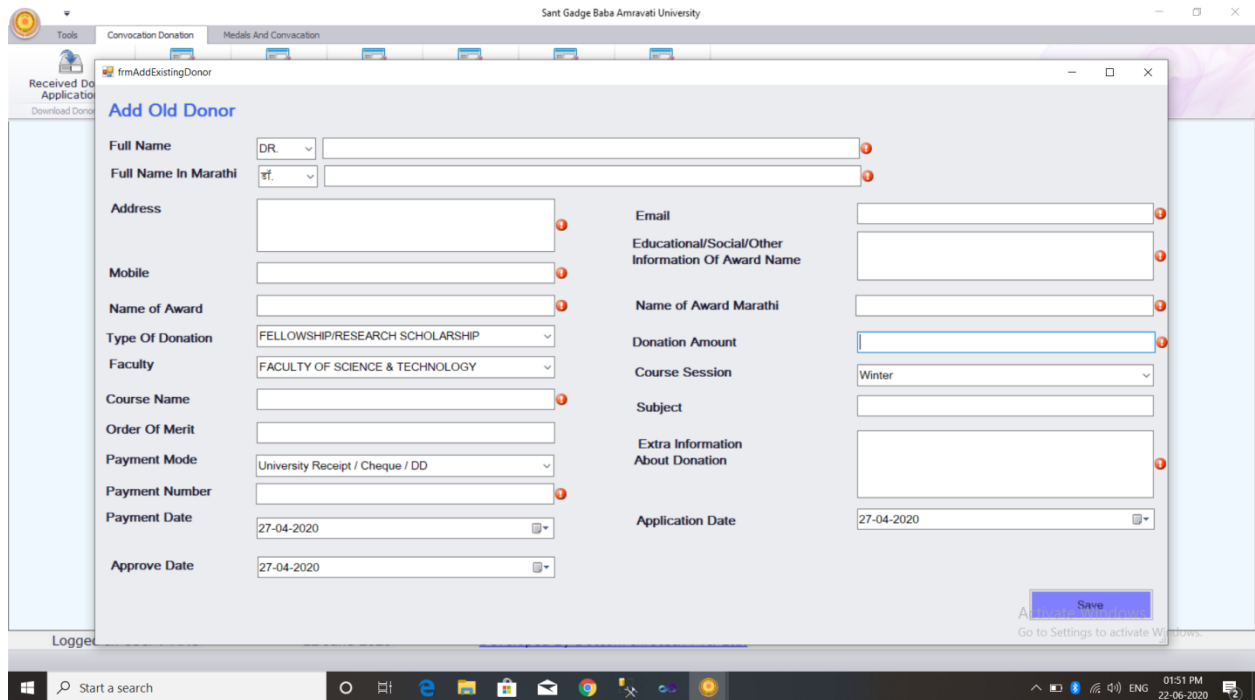 Sant Gadge Baba Amravati University
Tools Convocation Donation Medals And Convacation
Received Do
Applicatio
Download Donor
frmAddExistingDonor
Add Old Donor
Full Name DR.
Full Name In Marathi डॉ.
Address
Email
Educational/Social/Other
Information Of Award Name
Mobile
Name of Award
Name of Award Marathi
Type Of Donation FELLOWSHIP/RESEARCH SCHOLARSHIP
Donation Amount
Faculty FACULTY OF SCIENCE & TECHNOLOGY
Course Session Winter
Course Name
Subject
Order Of Merit
Extra Information
About Donation
Payment Mode University Receipt / Cheque / DD
Payment Number
Payment Date 27-04-2020
Application Date 27-04-2020
Approve Date 27-04-2020
Save
Activate Windows
Go to Settings to activate Windows.
Logge
Start a search
ENG
01:51 PM
22-06-2020
2